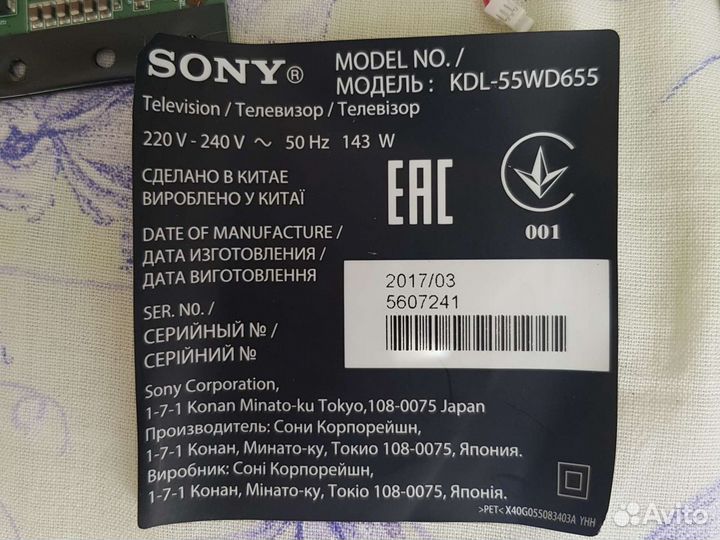 SONY®
MODEL NO. /
МОДЕЛЬ : KDL-55WD655
Television / Телевизор / Телевізор
220 V - 240 V ~ 50 Hz 143 W
СДЕЛАНО В КИТАЕ
ВИРОБЛЕНО У КИТАЇ
EAC
001
DATE OF MANUFACTURE /
ДАТА ИЗГОТОВЛЕНИЯ /
ДАТА ВИГОТОВЛЕННЯ
2017/03
5607241
SER. NO. /
СЕРИЙНЫЙ № /
СЕРІЙНИЙ №
Sony Corporation,
1-7-1 Konan Minato-ku Tokyo,108-0075 Japan
Производитель: Сони Корпорейшн,
1-7-1 Конан, Минато-ку, Токио 108-0075, Япония.
Виробник: Соні Корпорейшн,
1-7-1 Конан, Мінато-ку, Токіо 108-0075, Японія.
>PET< X40G055083403A YHH
Avito